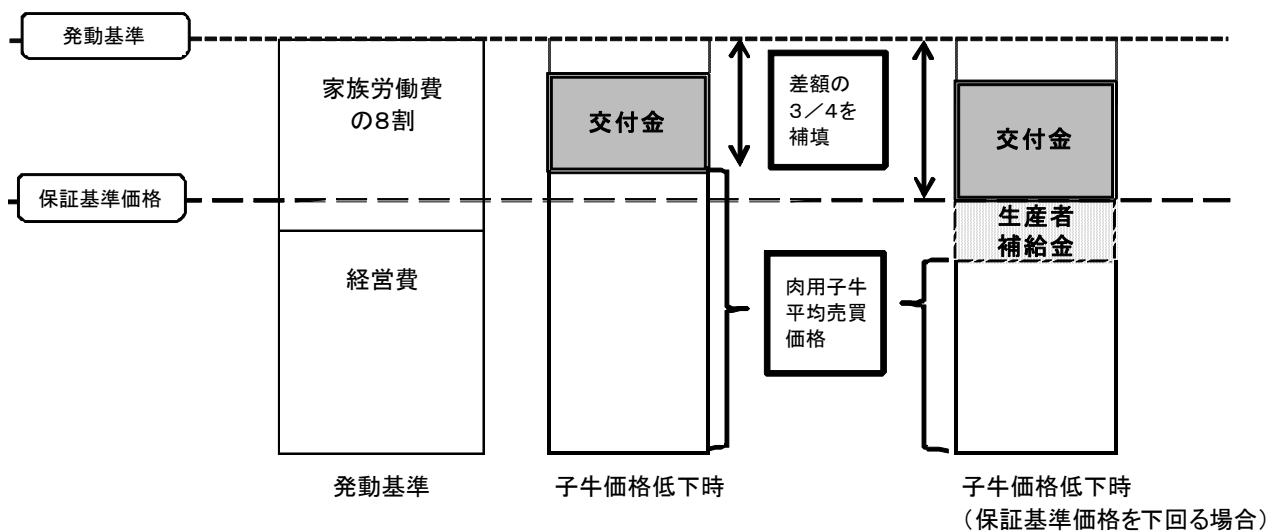 発動基準
家族労働費
の8割
交付金
差額の
3/4を
補填
交付金
保証基準価格
生産者
補給金
経営費
肉用子牛
平均売買
価格
発動基準
子牛価格低下時
子牛価格低下時
(保証基準価格を下回る場合)